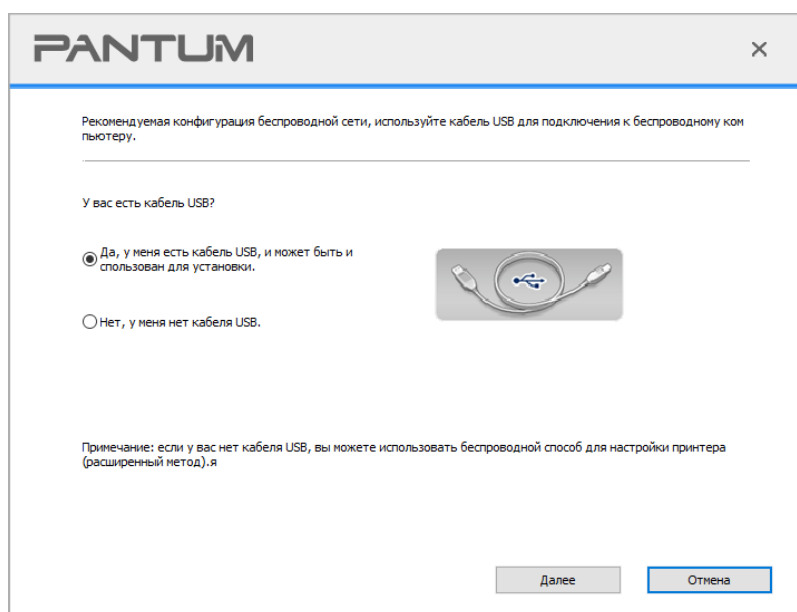 PANTUM
Рекомендуемая конфигурация беспроводной сети, используйте кабель USB для подключения к беспроводному ком
пьютеру.
У вас есть кабель USB?
Да, у меня есть кабель USB, и может быть и
спользован для установки.
Нет, у меня нет кабеля USB.
Примечание: если у вас нет кабеля USB, вы можете использовать беспроводной способ для настройки принтера
(расширенный метод).я
Далее
Отмена